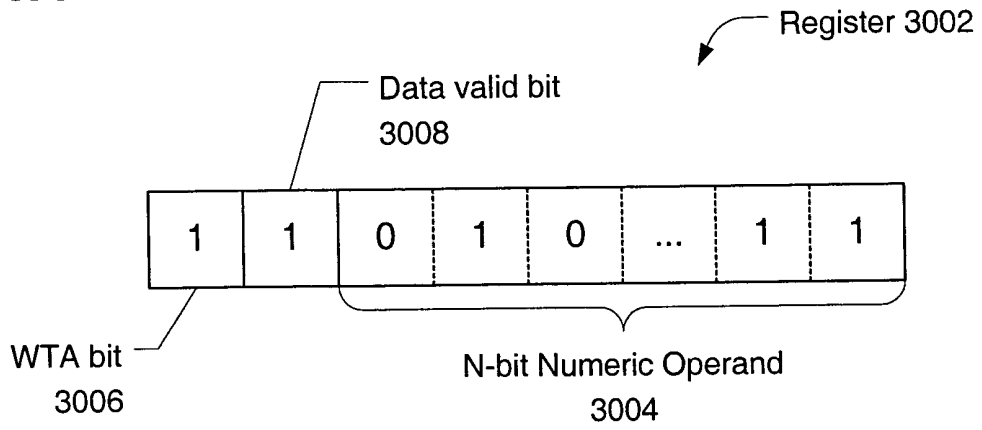 Register 3002
Data valid bit
3008
1 1 0 1 0 ... 1 1
WTA bit
3006
N-bit Numeric Operand
3004